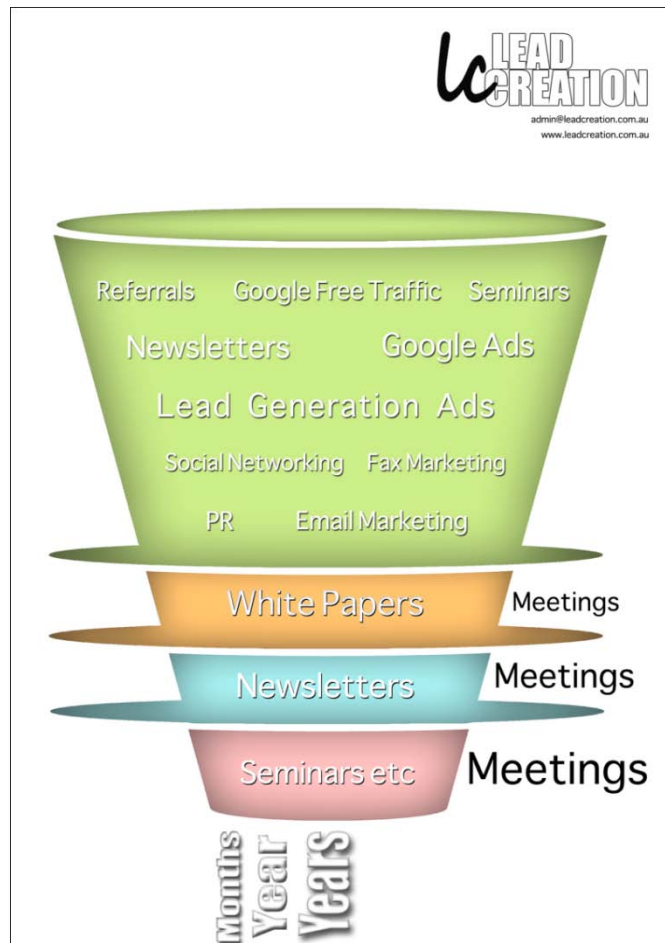 lc LEAD
CREATION
admin@leadcreation.com.au
www.leadcreation.com.au
Referrals Google Free Traffic Seminars
Newsletters Google Ads
Lead Generation Ads
Social Networking Fax Marketing
PR Email Marketing
White Papers Meetings
Newsletters Meetings
Seminars etc Meetings
Months
Year
Years